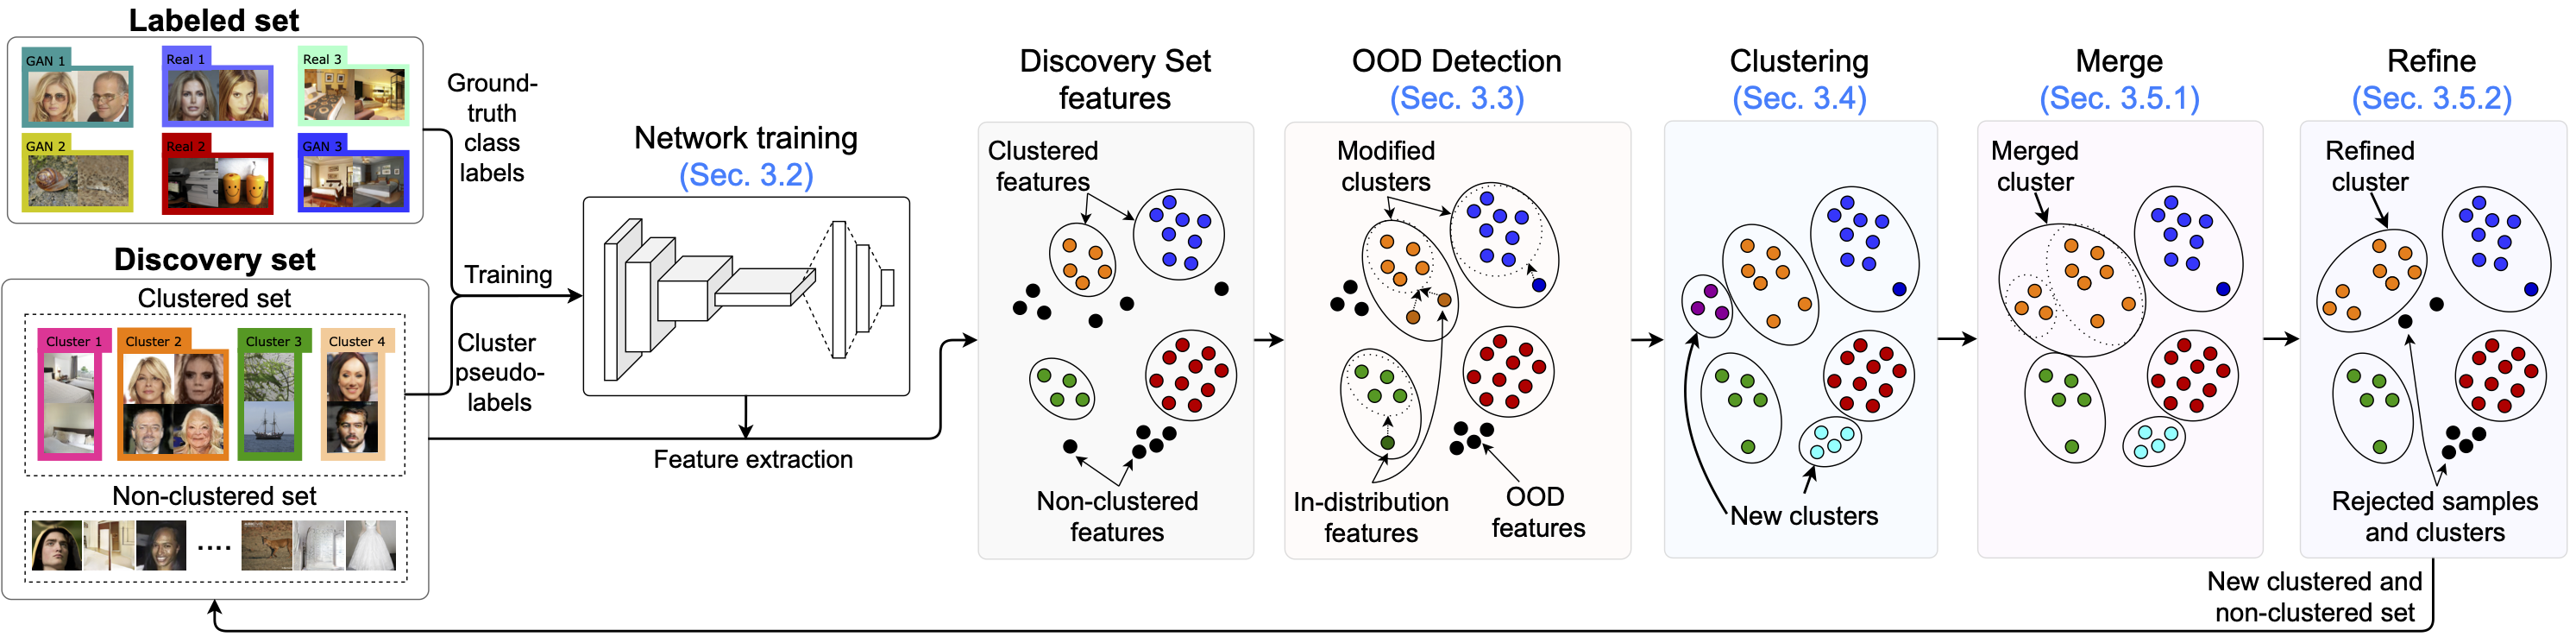 Labeled set
GAN 1
Real 1
Real 3
GAN 2
Real 2
GAN 3
Ground-
truth
class
labels
Discovery set
Clustered set
Cluster 1
Cluster 2
Cluster 3
Cluster 4
Non-clustered set
....
Training
Cluster
pseudo-
labels
Network training
(Sec. 3.2)
Feature extraction
Discovery Set
features
Clustered
features
Non-clustered
features
OOD Detection
(Sec. 3.3)
Modified
clusters
In-distribution
features
OOD
features
Clustering
(Sec. 3.4)
New clusters
Merge
(Sec. 3.5.1)
Merged
cluster
Refine
(Sec. 3.5.2)
Refined
cluster
Rejected samples
and clusters
New clustered and
non-clustered set